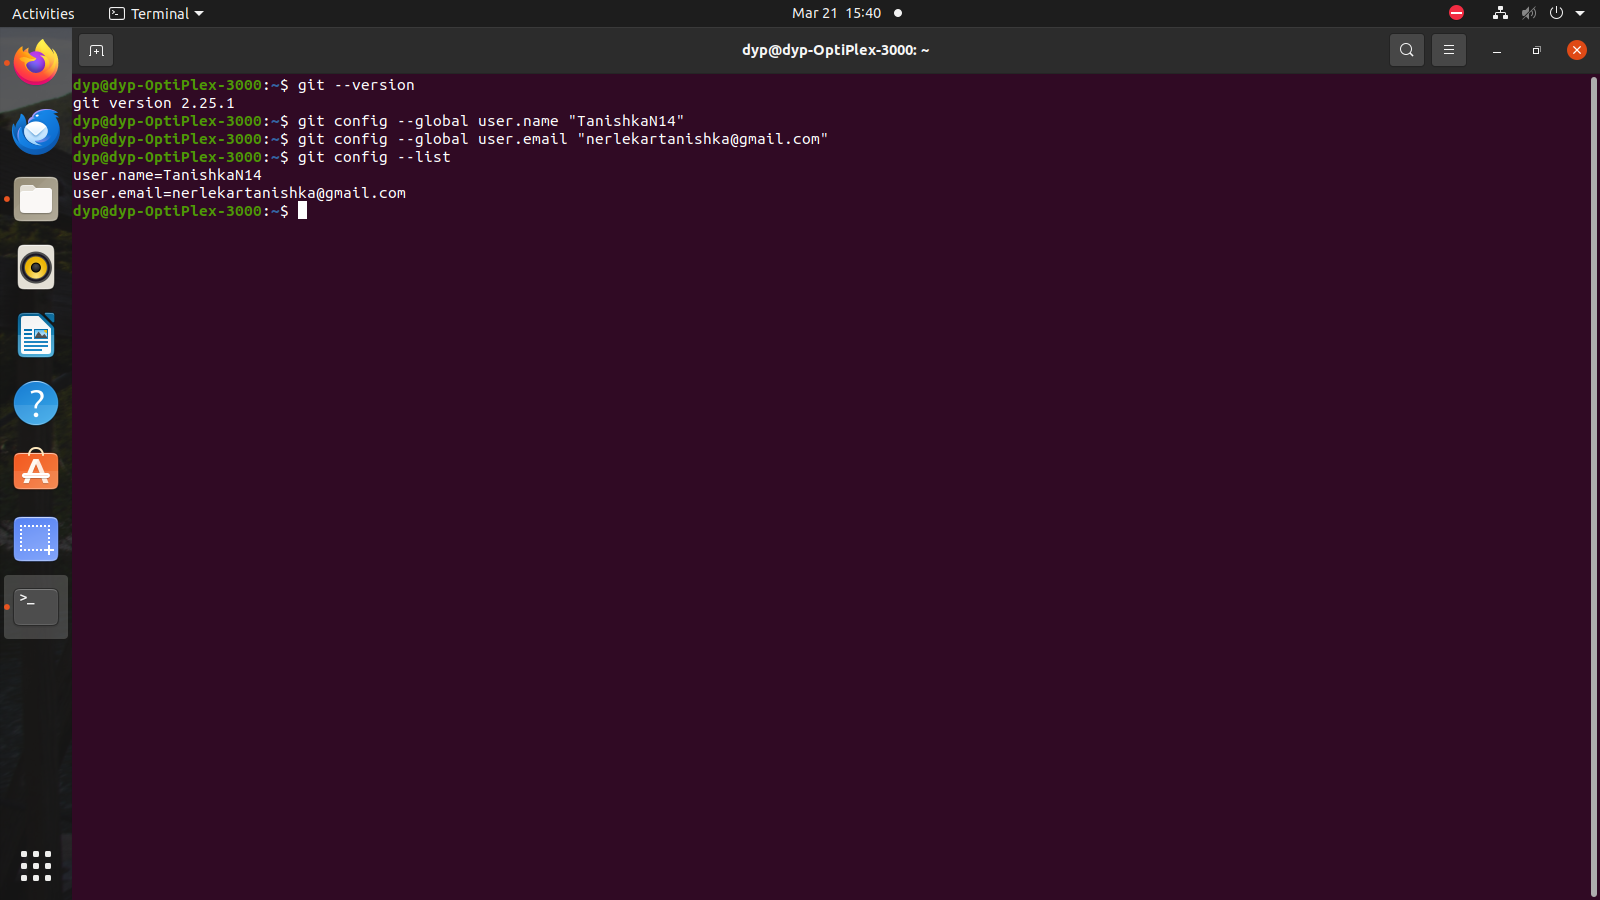 Activities
Terminal
Mar 21 15:40
dyp@dyp-OptiPlex-3000: ~
dyp@dyp-OptiPlex-3000:~$ git --version
git version 2.25.1
dyp@dyp-OptiPlex-3000:~$ git config --global user.name "TanishkaN14"
dyp@dyp-OptiPlex-3000:~$ git config --global user.email "nerlekartanishka@gmail.com"
dyp@dyp-OptiPlex-3000:~$ git config --list
user.name=TanishkaN14
user.email=nerlekartanishka@gmail.com
dyp@dyp-OptiPlex-3000:~$